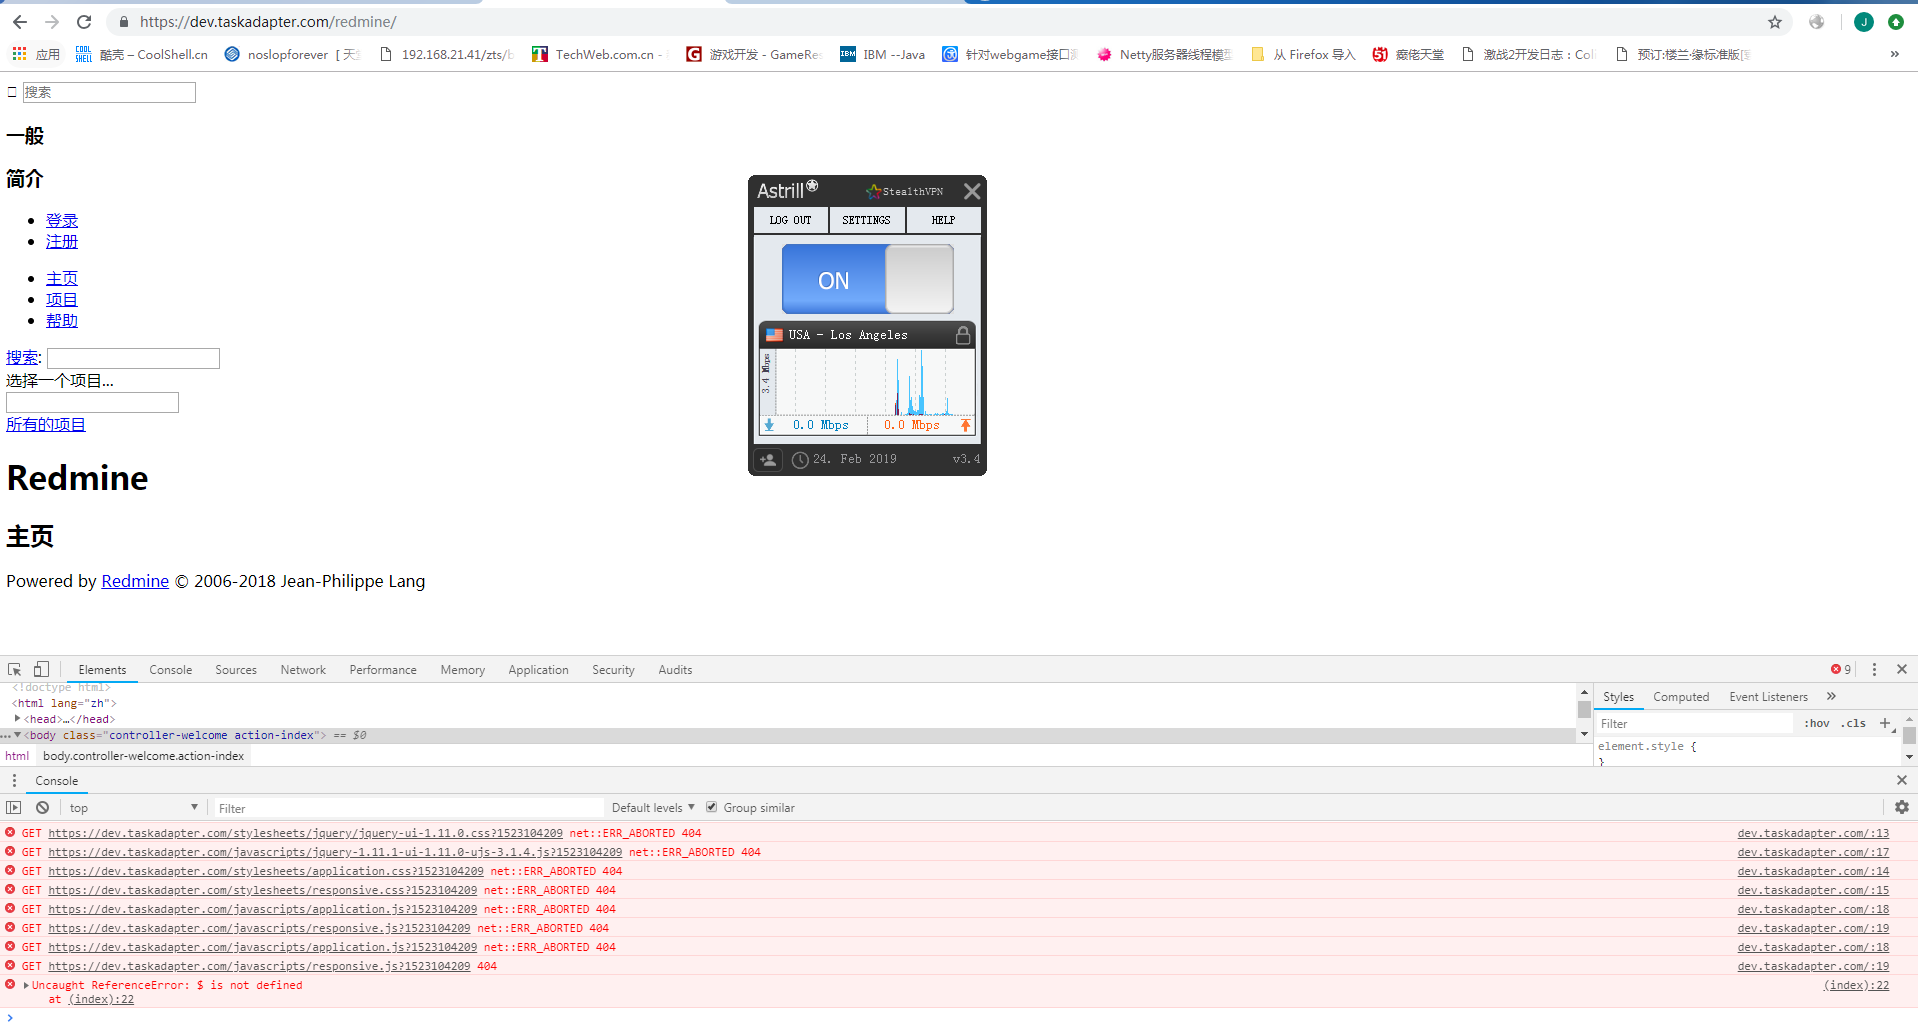 https://dev.taskadapter.com/redmine/
J
应用
COOL SHELL 酷壳 – CoolShell.cn
noslopforever [ 天
192.168.21.41/zts/b
TechWeb.com.cn -
游戏开发 - GameRes
IBM IBM --Java
针对webgame接口
Netty服务器线程模型
从 Firefox 导入
51 瘸佬天堂
激战2开发日志：Coli
预订:楼兰·缘标准版[
»
搜索
一般
简介
登录
注册
主页
项目
帮助
搜索:
选择一个项目...
所有的项目
Redmine
主页
Powered by Redmine © 2006-2018 Jean-Philippe Lang
Astrill
StealthVPN
LOG OUT SETTINGS HELP
ON
USA - Los Angeles
3.4 Mbps
0.0 Mbps 0.0 Mbps
24. Feb 2019 v3.4
Elements Console Sources Network Performance Memory Application Security Audits 9
<!doctype html>
<html lang="zh">
<head>…</head>
…<body class="controller-welcome action-index"> == $0
html body.controller-welcome.action-index
Styles Computed Event Listeners »
Filter :hov .cls +
element.style {
}
Console
top Filter Default levels Group similar
GET https://dev.taskadapter.com/stylesheets/jquery/jquery-ui-1.11.0.css?1523104209 net::ERR_ABORTED 404 dev.taskadapter.com/:13
GET https://dev.taskadapter.com/javascripts/jquery-1.11.1-ui-1.11.0-ujs-3.1.4.js?1523104209 net::ERR_ABORTED 404 dev.taskadapter.com/:17
GET https://dev.taskadapter.com/stylesheets/application.css?1523104209 net::ERR_ABORTED 404 dev.taskadapter.com/:14
GET https://dev.taskadapter.com/stylesheets/responsive.css?1523104209 net::ERR_ABORTED 404 dev.taskadapter.com/:15
GET https://dev.taskadapter.com/javascripts/application.js?1523104209 net::ERR_ABORTED 404 dev.taskadapter.com/:18
GET https://dev.taskadapter.com/javascripts/responsive.js?1523104209 net::ERR_ABORTED 404 dev.taskadapter.com/:19
GET https://dev.taskadapter.com/javascripts/application.js?1523104209 net::ERR_ABORTED 404 dev.taskadapter.com/:18
GET https://dev.taskadapter.com/javascripts/responsive.js?1523104209 404 dev.taskadapter.com/:19
Uncaught ReferenceError: $ is not defined (index):22
at (index):22